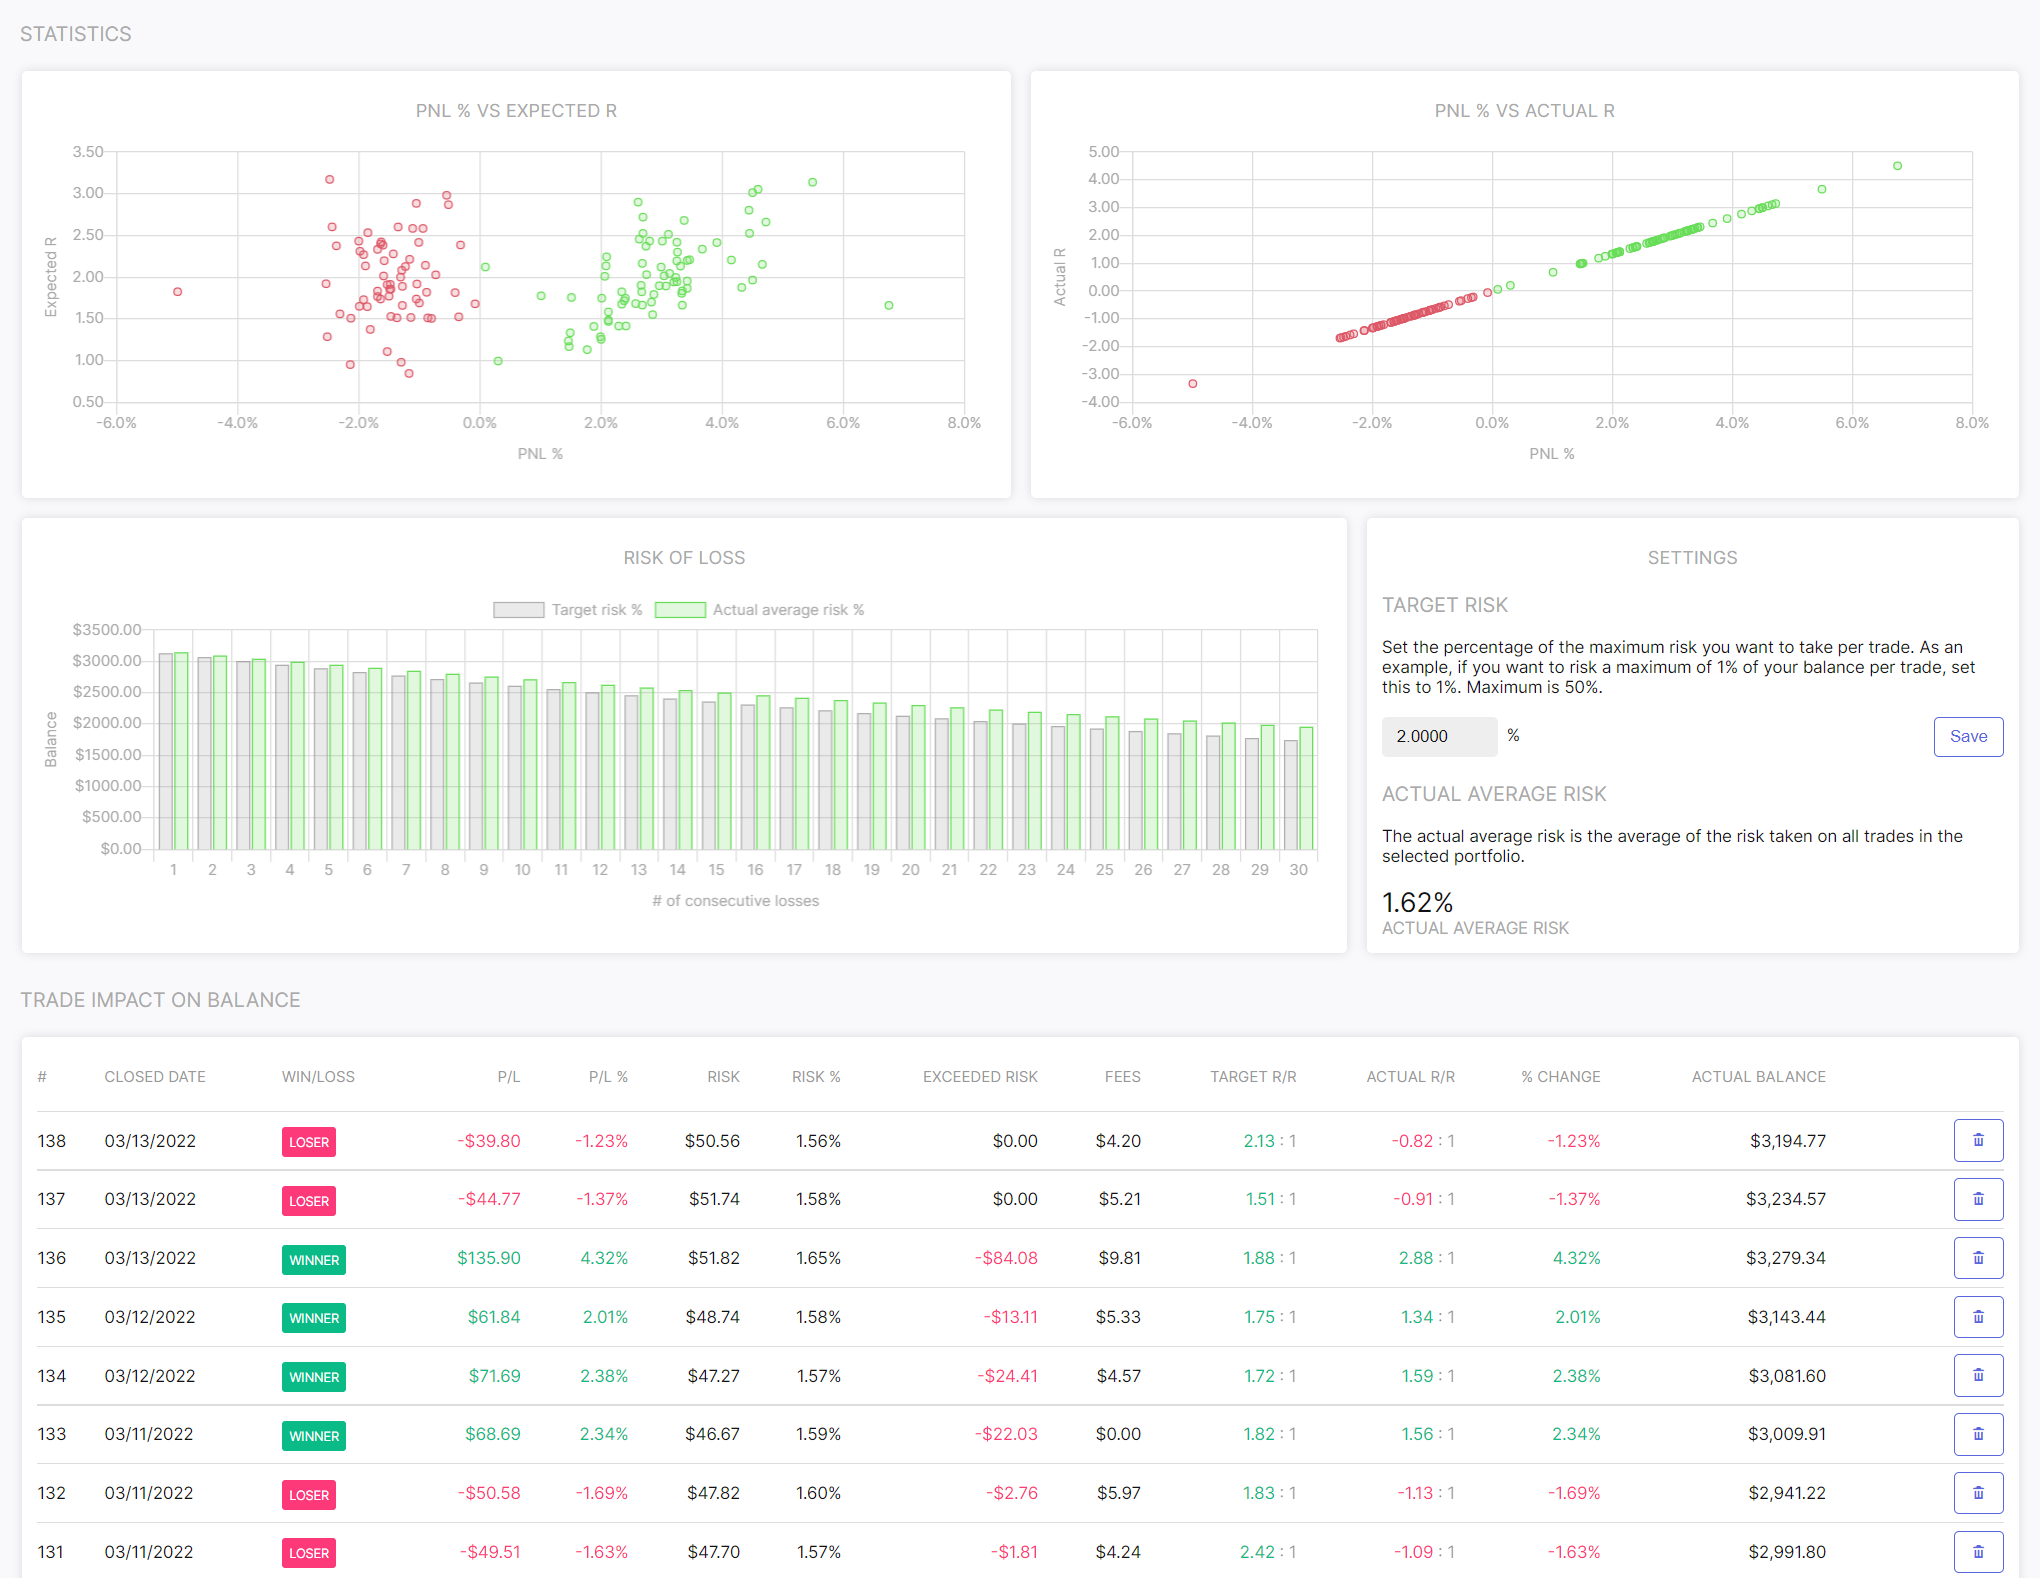 STATISTICS
PNL % VS EXPECTED R
3.50
3.00
2.50
2.00
1.50
1.00
0.50
Expected R
-6.0% -4.0% -2.0% 0.0% 2.0% 4.0% 6.0% 8.0%
PNL %
PNL % VS ACTUAL R
5.00
4.00
3.00
2.00
1.00
0.00
-1.00
-2.00
-3.00
-4.00
Actual R
-6.0% -4.0% -2.0% 0.0% 2.0% 4.0% 6.0% 8.0%
PNL %
RISK OF LOSS
Target risk % Actual average risk %
$3500.00
$3000.00
$2500.00
$2000.00
$1500.00
$1000.00
$500.00
$0.00
Balance
1 2 3 4 5 6 7 8 9 10 11 12 13 14 15 16 17 18 19 20 21 22 23 24 25 26 27 28 29 30
# of consecutive losses
SETTINGS
TARGET RISK
Set the percentage of the maximum risk you want to take per trade. As an
example, if you want to risk a maximum of 1% of your balance per trade, set
this to 1%. Maximum is 50%.
2.0000 % Save
ACTUAL AVERAGE RISK
The actual average risk is the average of the risk taken on all trades in the
selected portfolio.
1.62%
ACTUAL AVERAGE RISK
TRADE IMPACT ON BALANCE
# CLOSED DATE WIN/LOSS P/L P/L % RISK RISK % EXCEEDED RISK FEES TARGET R/R ACTUAL R/R % CHANGE ACTUAL BALANCE
138 03/13/2022 LOSER -$39.80 -1.23% $50.56 1.56% $0.00 $4.20 2.13 : 1 -0.82 : 1 -1.23% $3,194.77
137 03/13/2022 LOSER -$44.77 -1.37% $51.74 1.58% $0.00 $5.21 1.51 : 1 -0.91 : 1 -1.37% $3,234.57
136 03/13/2022 WINNER $135.90 4.32% $51.82 1.65% -$84.08 $9.81 1.88 : 1 2.88 : 1 4.32% $3,279.34
135 03/12/2022 WINNER $61.84 2.01% $48.74 1.58% -$13.11 $5.33 1.75 : 1 1.34 : 1 2.01% $3,143.44
134 03/12/2022 WINNER $71.69 2.38% $47.27 1.57% -$24.41 $4.57 1.72 : 1 1.59 : 1 2.38% $3,081.60
133 03/11/2022 WINNER $68.69 2.34% $46.67 1.59% -$22.03 $0.00 1.82 : 1 1.56 : 1 2.34% $3,009.91
132 03/11/2022 LOSER -$50.58 -1.69% $47.82 1.60% -$2.76 $5.97 1.83 : 1 -1.13 : 1 -1.69% $2,941.22
131 03/11/2022 LOSER -$49.51 -1.63% $47.70 1.57% -$1.81 $4.24 2.42 : 1 -1.09 : 1 -1.63% $2,991.80